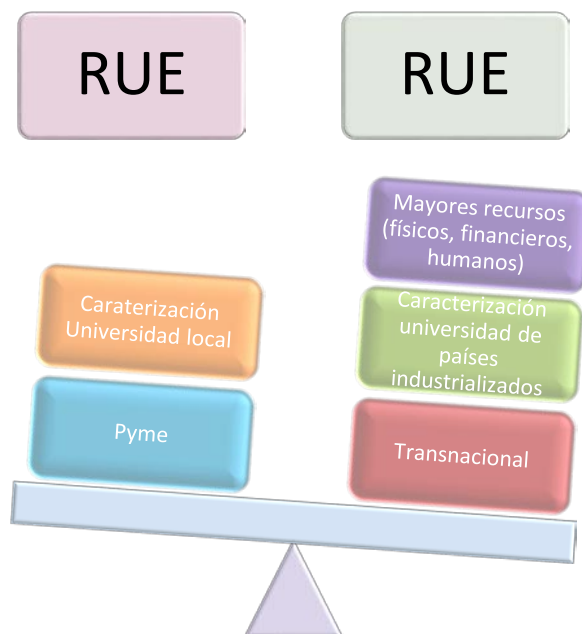 RUE
RUE
Mayores recursos
(físicos, financieros,
humanos)
Caraterización
Universidad local
Caracterización
universidad de
países
industrializados
Pyme
Transnacional